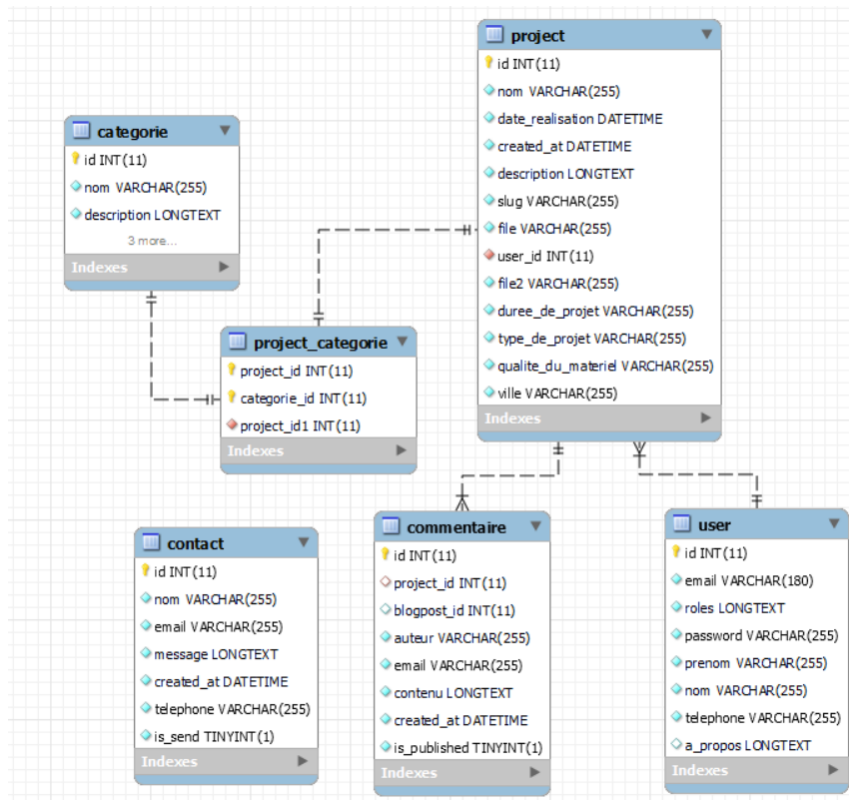 project
id INT(11)
nom VARCHAR(255)
date_realisation DATETIME
created_at DATETIME
description LONGTEXT
slug VARCHAR(255)
file VARCHAR(255)
user_id INT(11)
file2 VARCHAR(255)
duree_de_projet VARCHAR(255)
type_de_projet VARCHAR(255)
qualite_du_materiel VARCHAR(255)
ville VARCHAR(255)
Indexes
categorie
id INT(11)
nom VARCHAR(255)
description LONGTEXT
3 more...
Indexes
project_categorie
project_id INT(11)
categorie_id INT(11)
project_id1 INT(11)
Indexes
contact
id INT(11)
nom VARCHAR(255)
email VARCHAR(255)
message LONGTEXT
created_at DATETIME
telephone VARCHAR(255)
is_send TINYINT(1)
Indexes
commentaire
id INT(11)
project_id INT(11)
blogpost_id INT(11)
auteur VARCHAR(255)
email VARCHAR(255)
contenu LONGTEXT
created_at DATETIME
is_published TINYINT(1)
Indexes
user
id INT(11)
email VARCHAR(180)
roles LONGTEXT
password VARCHAR(255)
prenom VARCHAR(255)
nom VARCHAR(255)
telephone VARCHAR(255)
a_propos LONGTEXT
Indexes